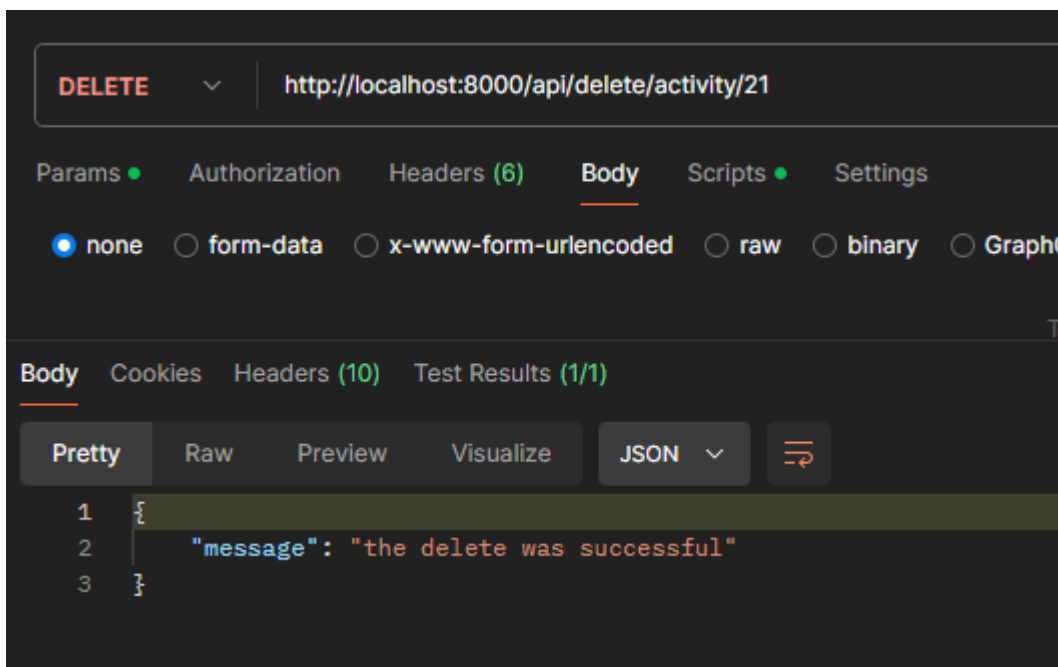 DELETE http://localhost:8000/api/delete/activity/21
Params Authorization Headers (6) Body Scripts Settings
none form-data x-www-form-urlencoded raw binary Graph
Body Cookies Headers (10) Test Results (1/1)
Pretty Raw Preview Visualize JSON
1 {
2 "message": "the delete was successful"
3 }